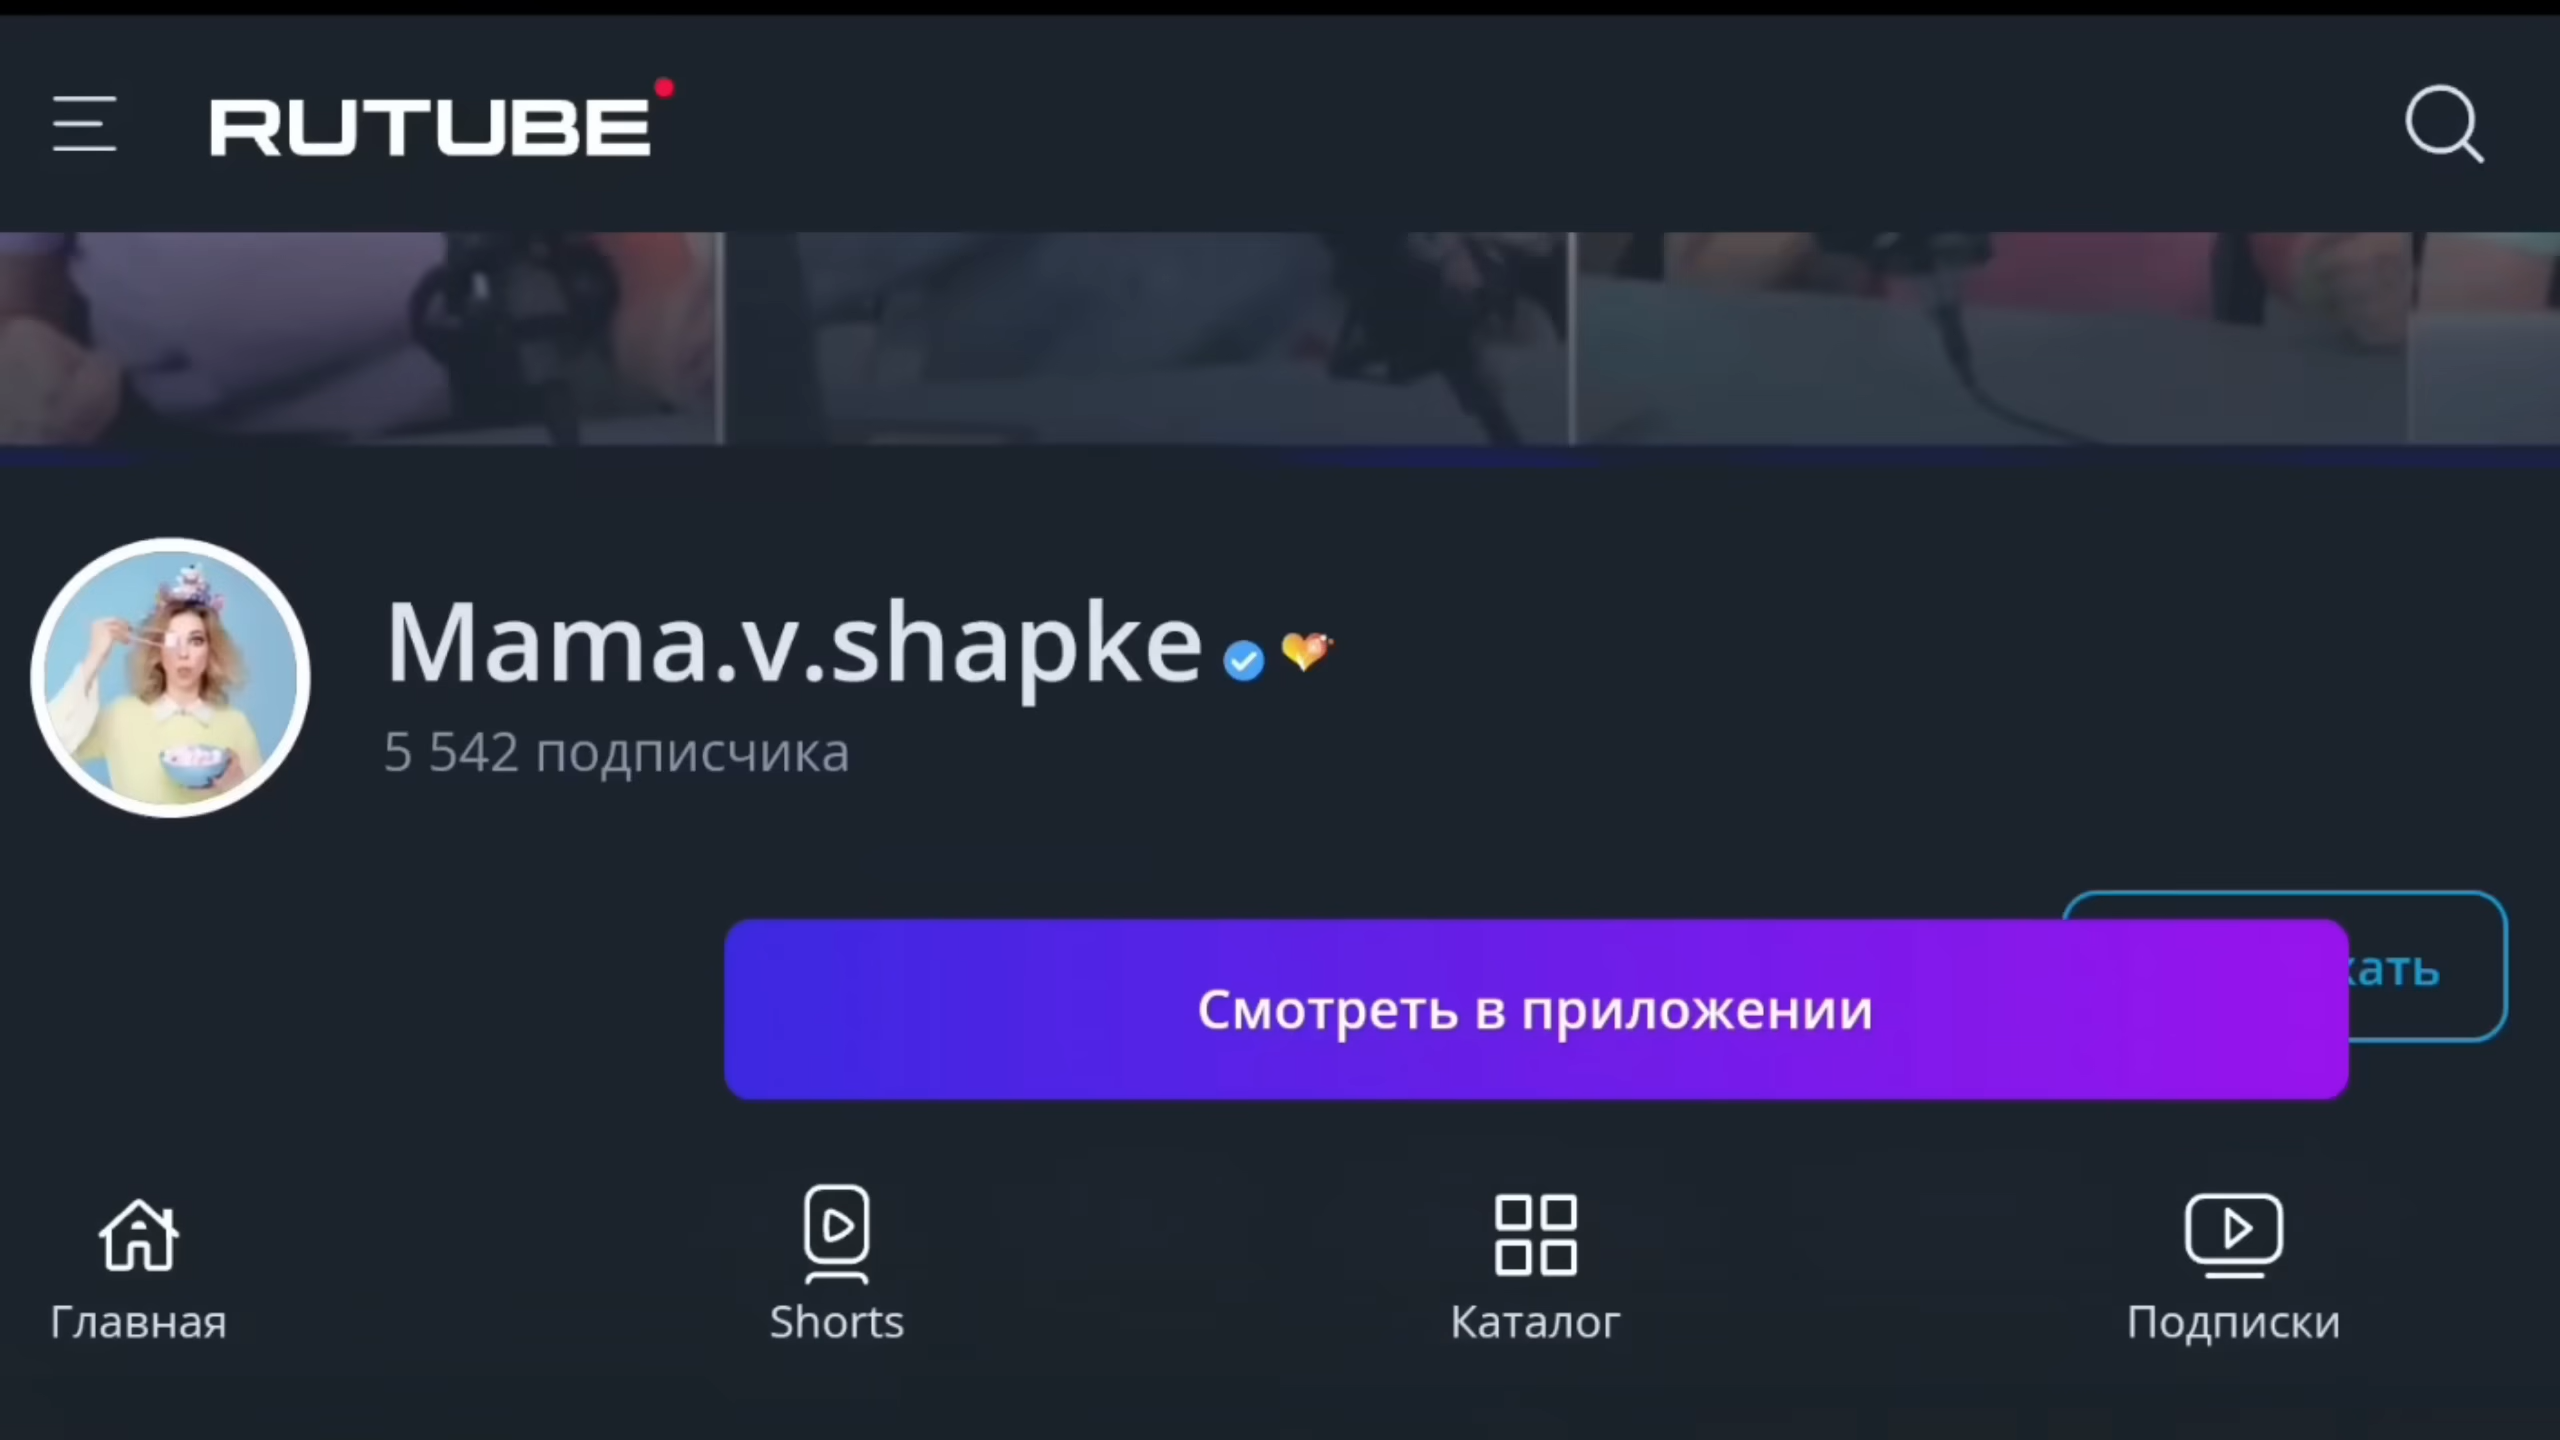 RUTUBE
Mama.v.shapke
5 542 подписчика
Смотреть в приложении
Главная
Shorts
Каталог
Подписки